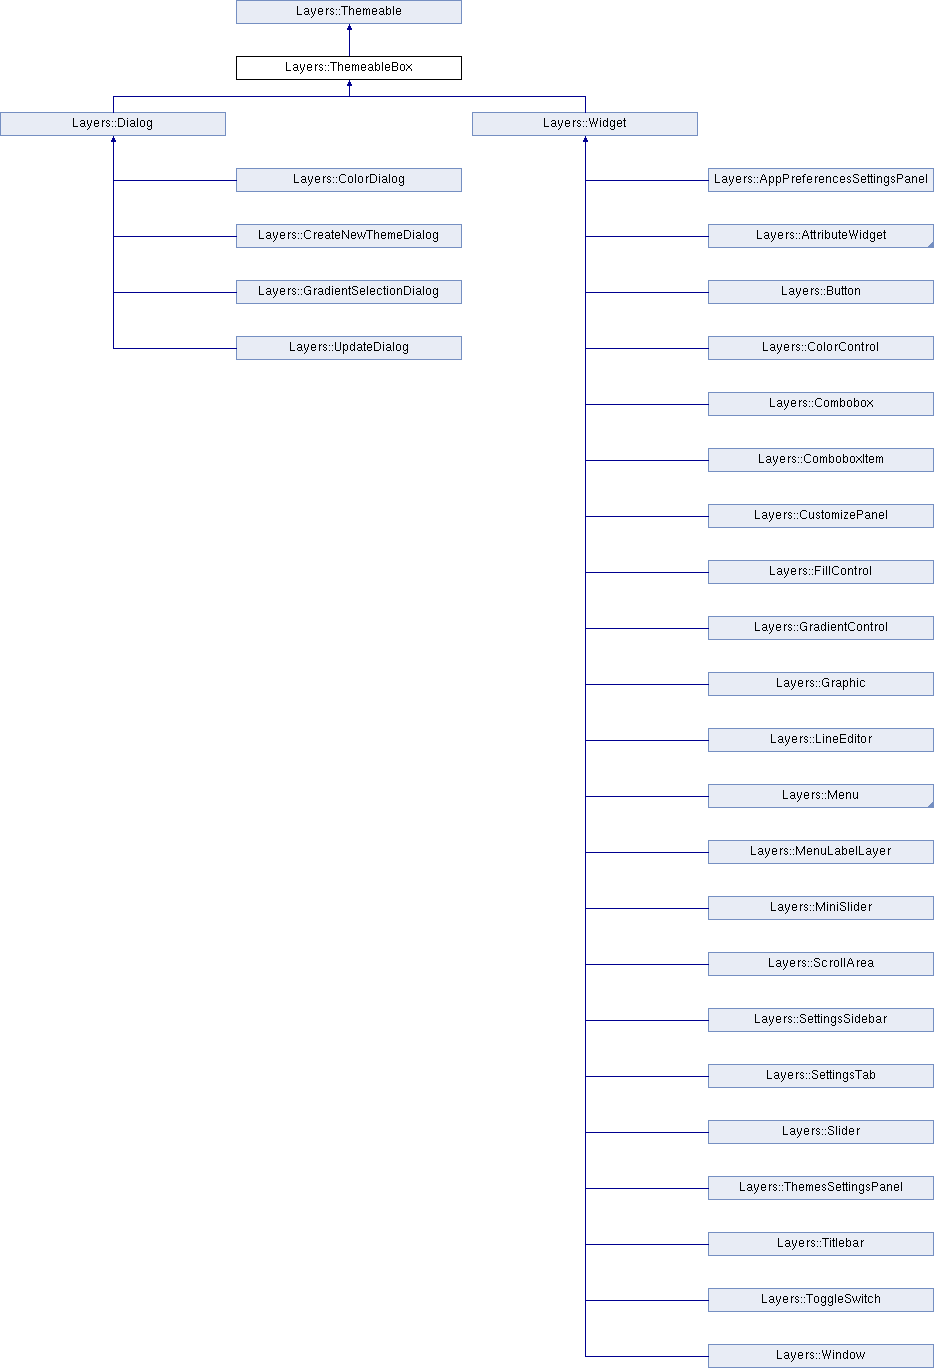 Layers::Themeable
Layers::ThemeableBox
Layers::Dialog
Layers::Widget
Layers::ColorDialog
Layers::AppPreferencesSettingsPanel
Layers::CreateNewThemeDialog
Layers::AttributeWidget
Layers::GradientSelectionDialog
Layers::Button
Layers::UpdateDialog
Layers::ColorControl
Layers::Combobox
Layers::ComboboxItem
Layers::CustomizePanel
Layers::FillControl
Layers::GradientControl
Layers::Graphic
Layers::LineEditor
Layers::Menu
Layers::MenuLabelLayer
Layers::MiniSlider
Layers::ScrollArea
Layers::SettingsSidebar
Layers::SettingsTab
Layers::Slider
Layers::ThemesSettingsPanel
Layers::Titlebar
Layers::ToggleSwitch
Layers::Window